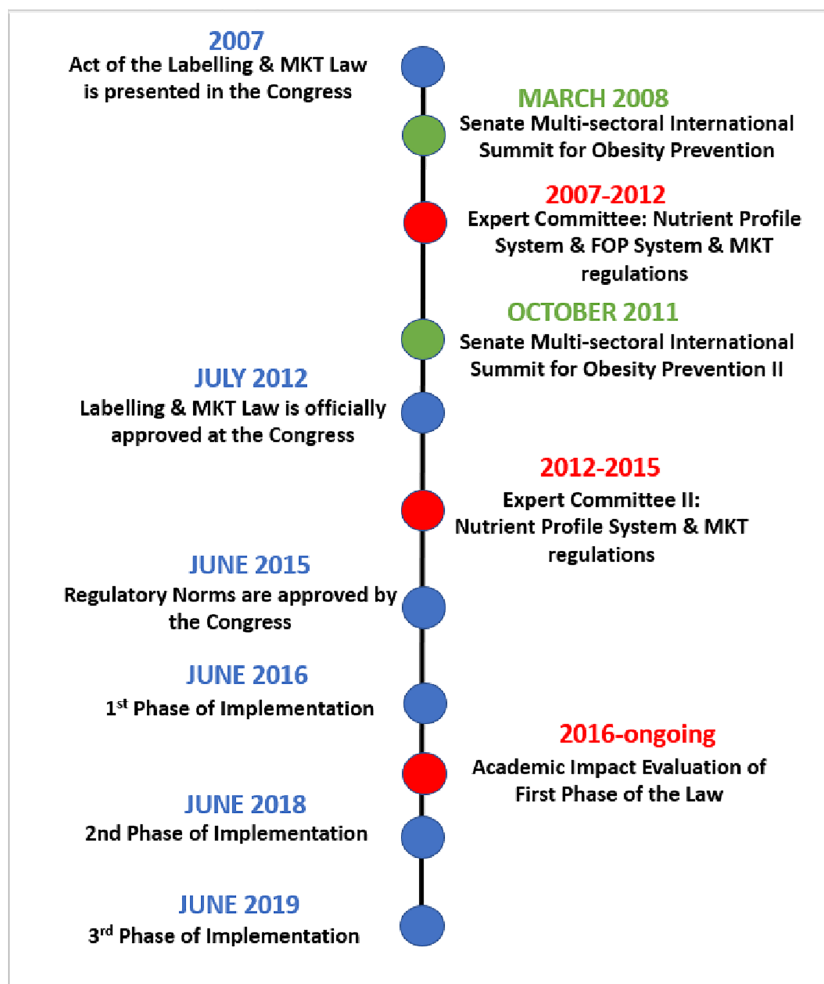 2007
Act of the Labelling & MKT Law
is presented in the Congress
MARCH 2008
Senate Multi-sectoral International
Summit for Obesity Prevention
2007-2012
Expert Committee: Nutrient Profile
System & FOP System & MKT
regulations
OCTOBER 2011
Senate Multi-sectoral International
Summit for Obesity Prevention II
JULY 2012
Labelling & MKT Law is officially
approved at the Congress
2012-2015
Expert Committee II:
Nutrient Profile System & MKT
regulations
JUNE 2015
Regulatory Norms are approved by
the Congress
JUNE 2016
1st Phase of Implementation
2016-ongoing
Academic Impact Evaluation of
First Phase of the Law
JUNE 2018
2nd Phase of Implementation
JUNE 2019
3rd Phase of Implementation